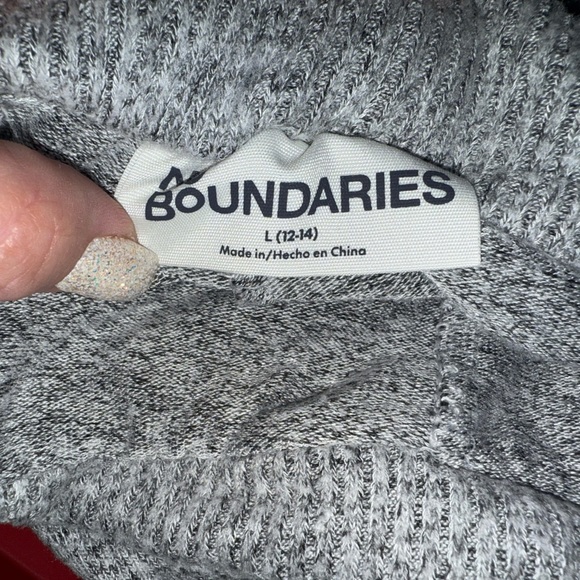 BOUNDARIES
L (12-14)
Made in/Hecho en China